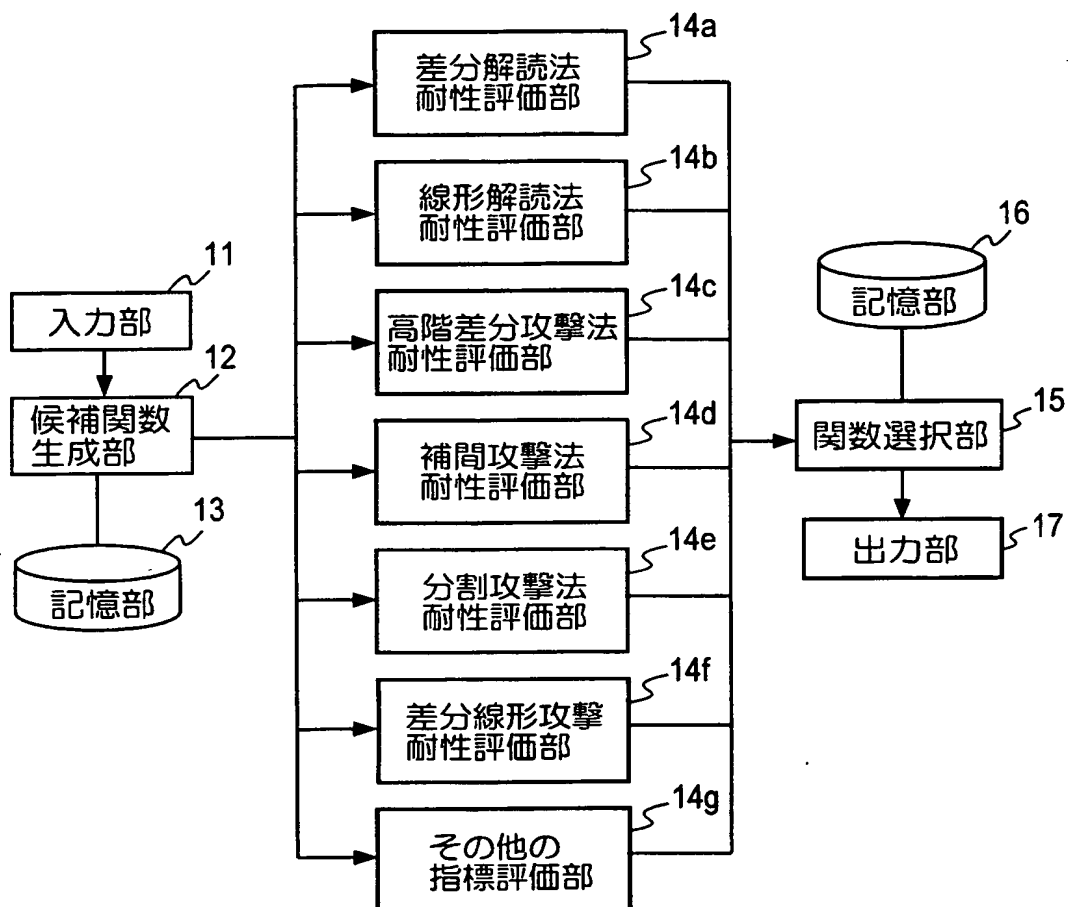 11
入力部
12
候補関数
生成部
13
記憶部
14a
差分解読法
耐性評価部
14b
線形解読法
耐性評価部
14c
高階差分攻撃法
耐性評価部
14d
補間攻撃法
耐性評価部
14e
分割攻撃法
耐性評価部
14f
差分線形攻撃
耐性評価部
14g
その他の
指標評価部
16
記憶部
15
関数選択部
17
出力部